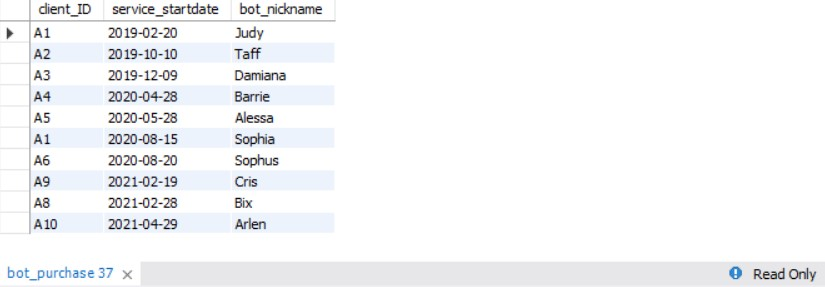 client_ID service_startdate bot_nickname
A1 2019-02-20 Judy
A2 2019-10-10 Taff
A3 2019-12-09 Damiana
A4 2020-04-28 Barrie
A5 2020-05-28 Alessa
A1 2020-08-15 Sophia
A6 2020-08-20 Sophus
A9 2021-02-19 Cris
A8 2021-02-28 Bix
A10 2021-04-29 Arlen
bot_purchase 37 × Read Only